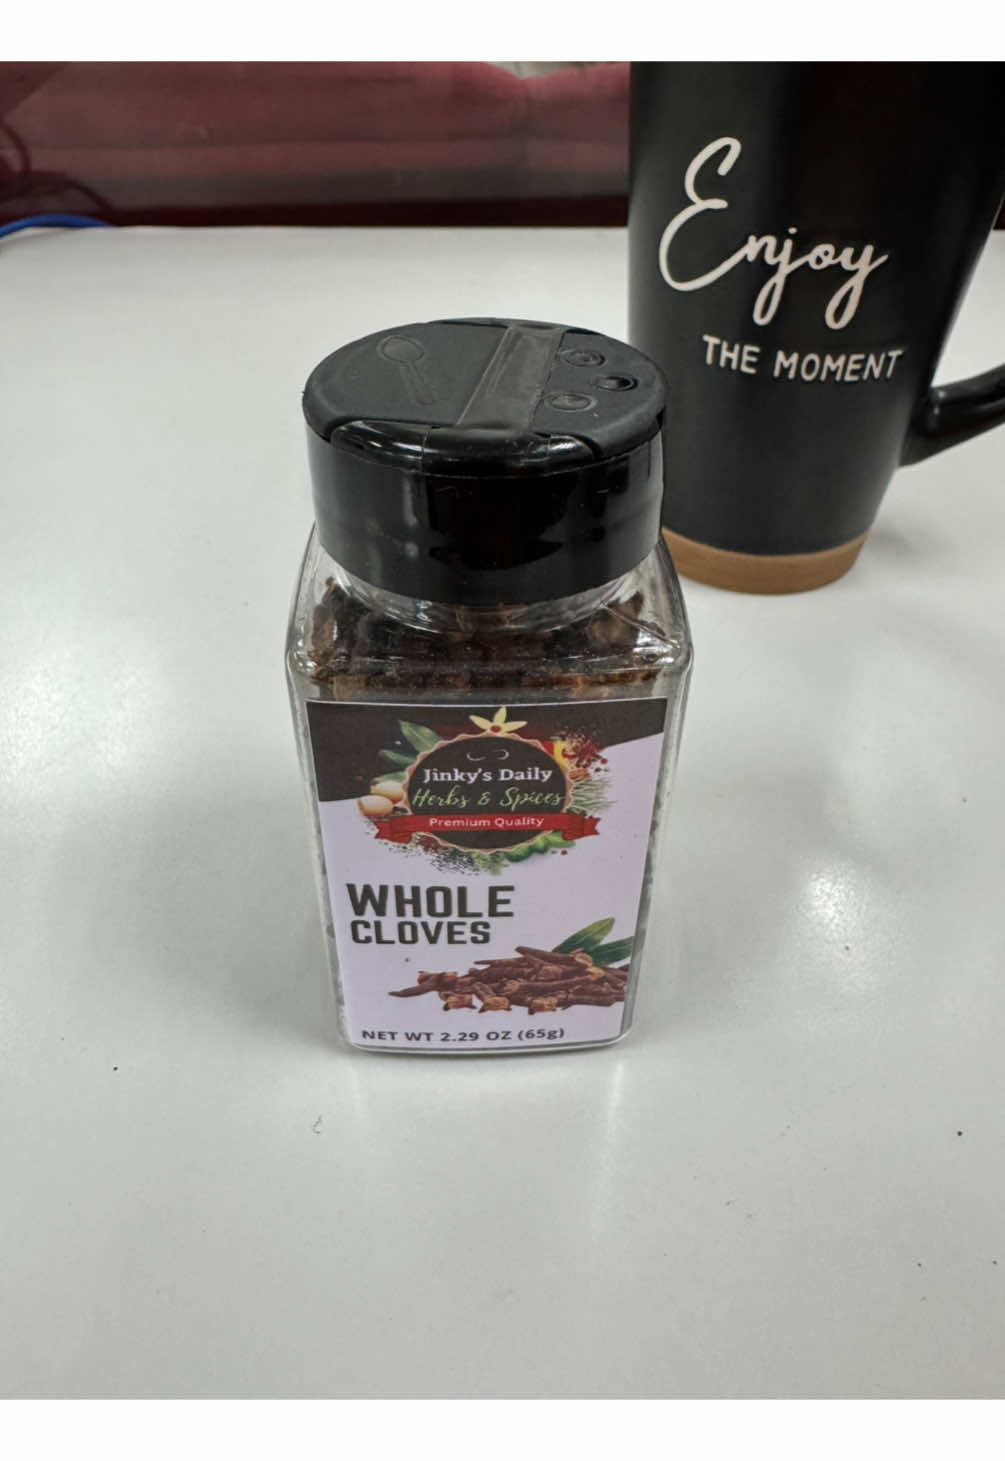 Enjoy
THE MOMENT
Jinky's Daily
Herbs & Spices
Premium Quality
WHOLE
CLOVES
NET WT 2.29 OZ (65g)